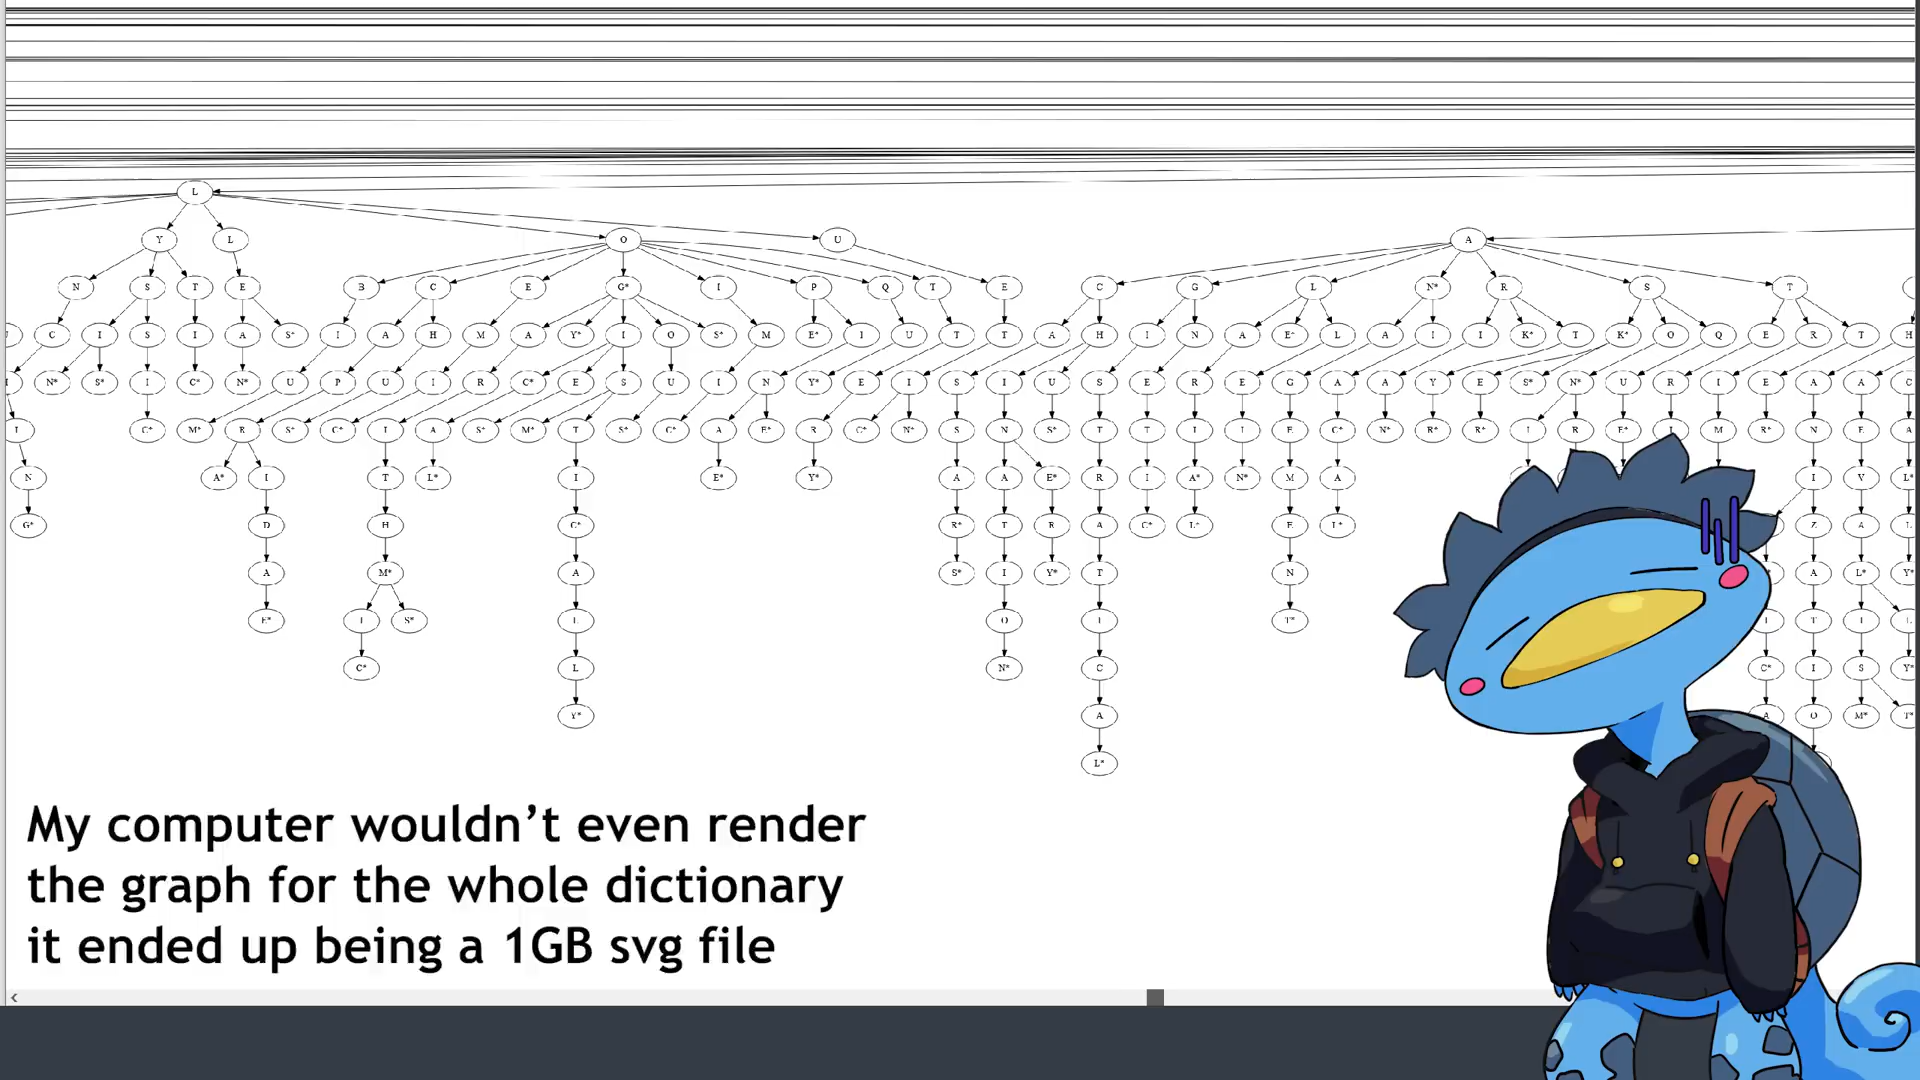 L
A
Y L O U
N S T E B C E G* I P Q T E C G L N* R S T
C I S I A S* I A H M A Y* I O S* M E* I U T T A H I N A E* L A I I K* T K* O Q E R T H
N* S* I C* N* U P U I R C* E S U I N Y* E I S I U S E R E G A A Y E S* N* U R I E A A C
I C* M* R S* C* I A S* M* T S* C* A E* R C* N* S N S* T T I I E C* N* R* R* I R E* I M R* N E A
N A* I T L* I E* Y* A A E* R I A* N* M A I V L*
G* D H C* R* T R A C* L* E L* Z A L
A M* A S* I Y* T N A L* Y*
E* I S* L O I T* T I L
C* L N* C C* I S Y*
Y* A A O M* T*
L*
My computer wouldn’t even render
the graph for the whole dictionary
it ended up being a 1GB svg file